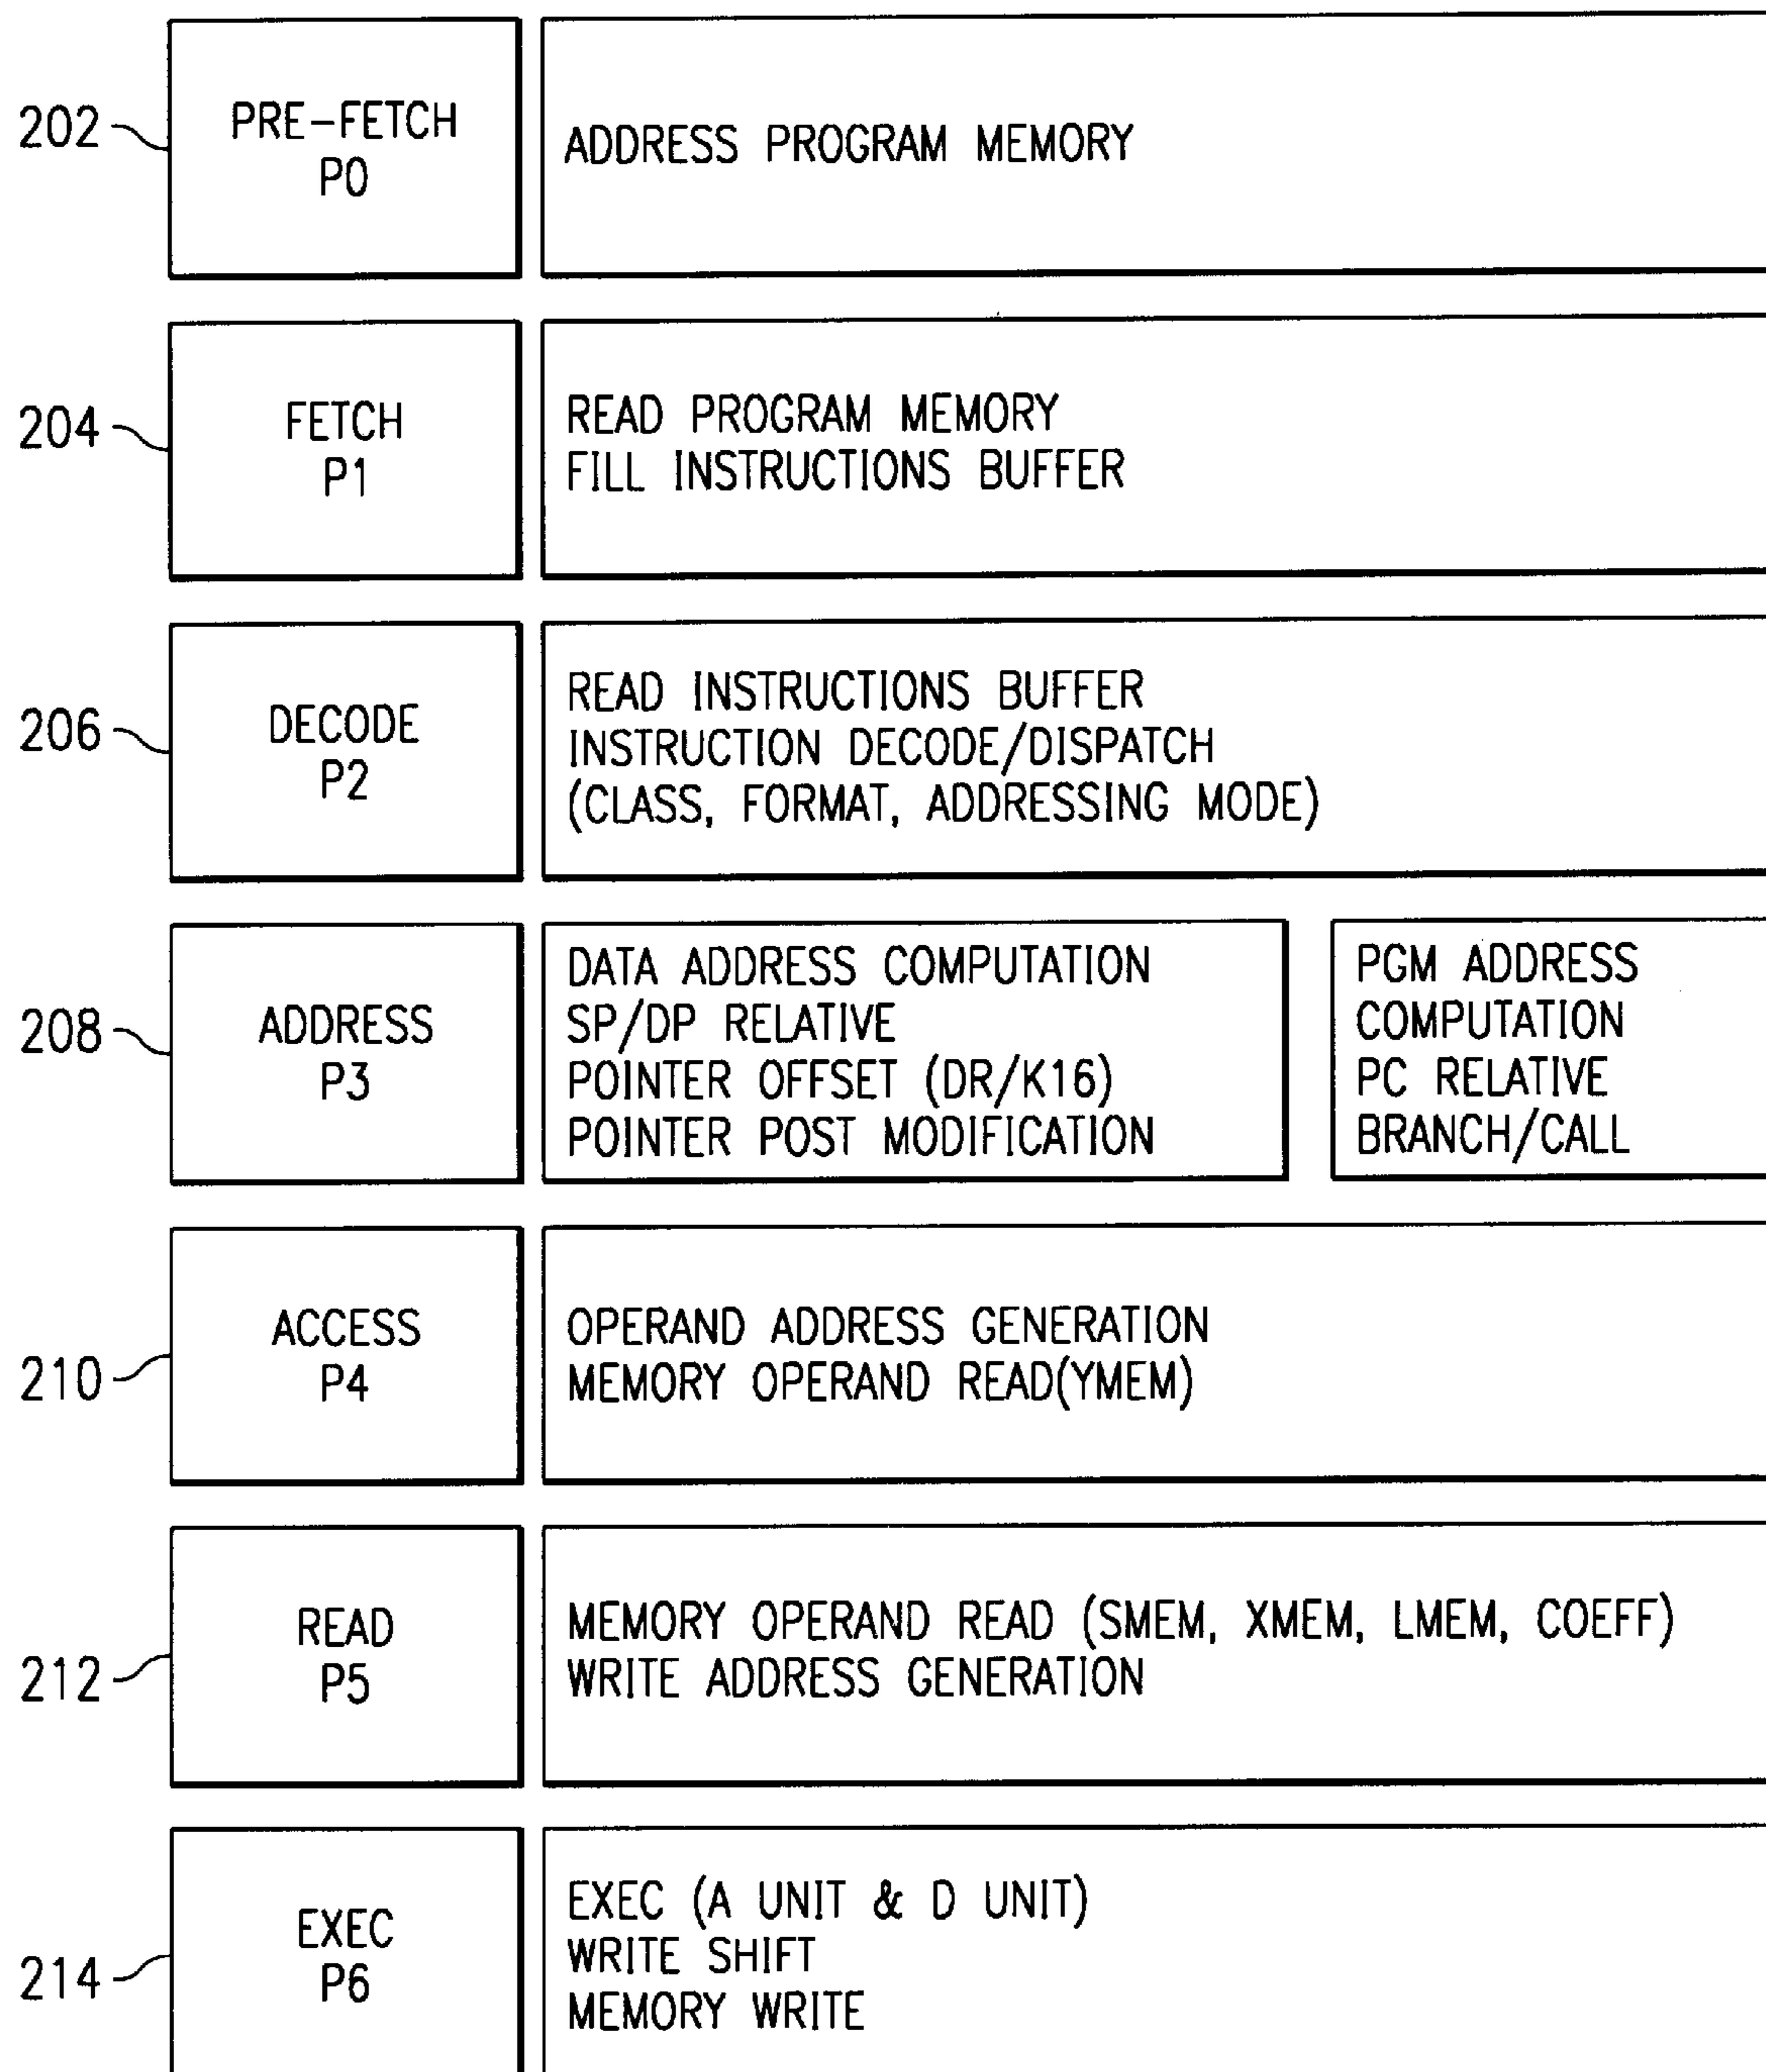 202
PRE-FETCH
P0
ADDRESS PROGRAM MEMORY
204
FETCH
P1
READ PROGRAM MEMORY
FILL INSTRUCTIONS BUFFER
206
DECODE
P2
READ INSTRUCTIONS BUFFER
INSTRUCTION DECODE/DISPATCH
(CLASS, FORMAT, ADDRESSING MODE)
208
ADDRESS
P3
DATA ADDRESS COMPUTATION
SP/DP RELATIVE
POINTER OFFSET (DR/K16)
POINTER POST MODIFICATION
PGM ADDRESS
COMPUTATION
PC RELATIVE
BRANCH/CALL
210
ACCESS
P4
OPERAND ADDRESS GENERATION
MEMORY OPERAND READ(YMEM)
212
READ
P5
MEMORY OPERAND READ (SMEM, XMEM, LMEM, COEFF)
WRITE ADDRESS GENERATION
214
EXEC
P6
EXEC (A UNIT & D UNIT)
WRITE SHIFT
MEMORY WRITE